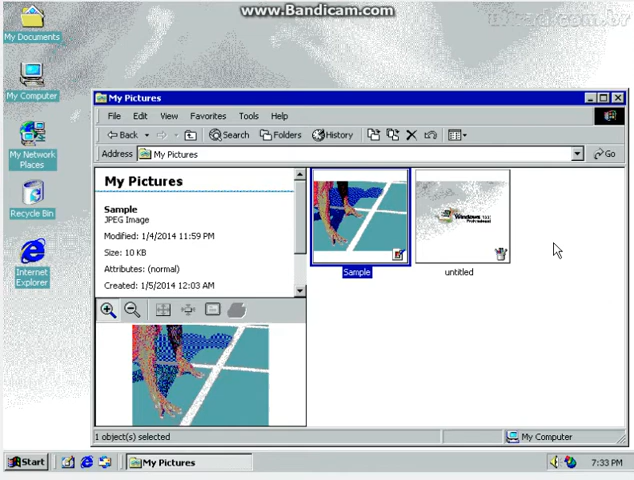 www.Bandicam.com
My Documents
My Computer
My Network
Places
Recycle Bin
Internet
Explorer
My Pictures
File Edit View Favorites Tools Help
Back Search Folders History
Address My Pictures Go
My Pictures
Sample
JPEG Image
Modified: 1/4/2014 11:59 PM
Size: 10 KB
Attributes: (normal)
Created: 1/5/2014 12:03 AM
Sample
untitled
Windows
Professional
1 object(s) selected
My Computer
Start
My Pictures
7:33 PM